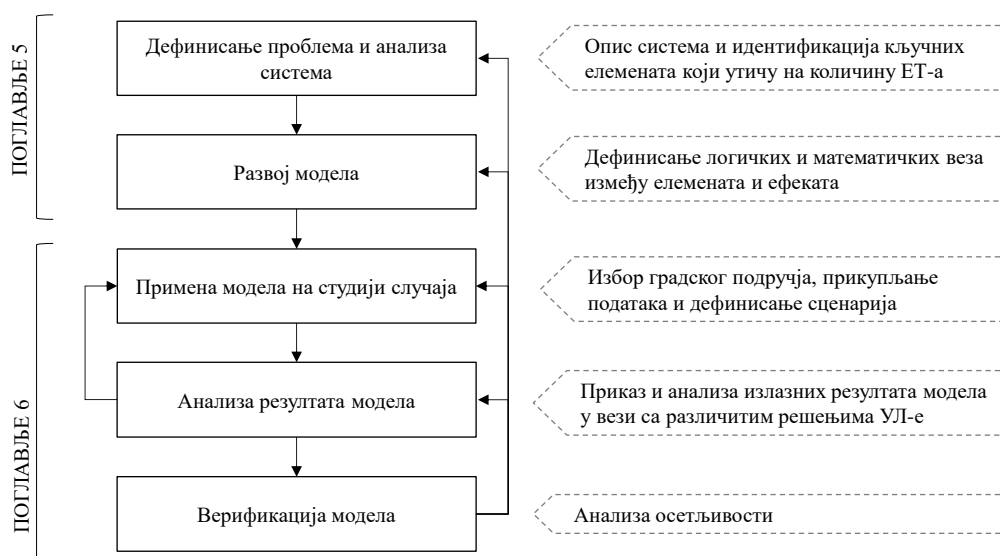 ПОГЛАВЉЕ 5
Дефинисање проблема и анализа
система
Опис система и идентификација кључних
елемената који утичу на количину ЕТ-а
Развој модела
Дефинисање логичких и математичких веза
између елемената и ефеката
ПОГЛАВЉЕ 6
Примена модела на студији случаја
Избор градског подручја, прикупљање
података и дефинисање сценарија
Анализа резултата модела
Приказ и анализа излазних резултата модела
у вези са различитим решењима УЛ-е
Верификација модела
Анализа осетљивости